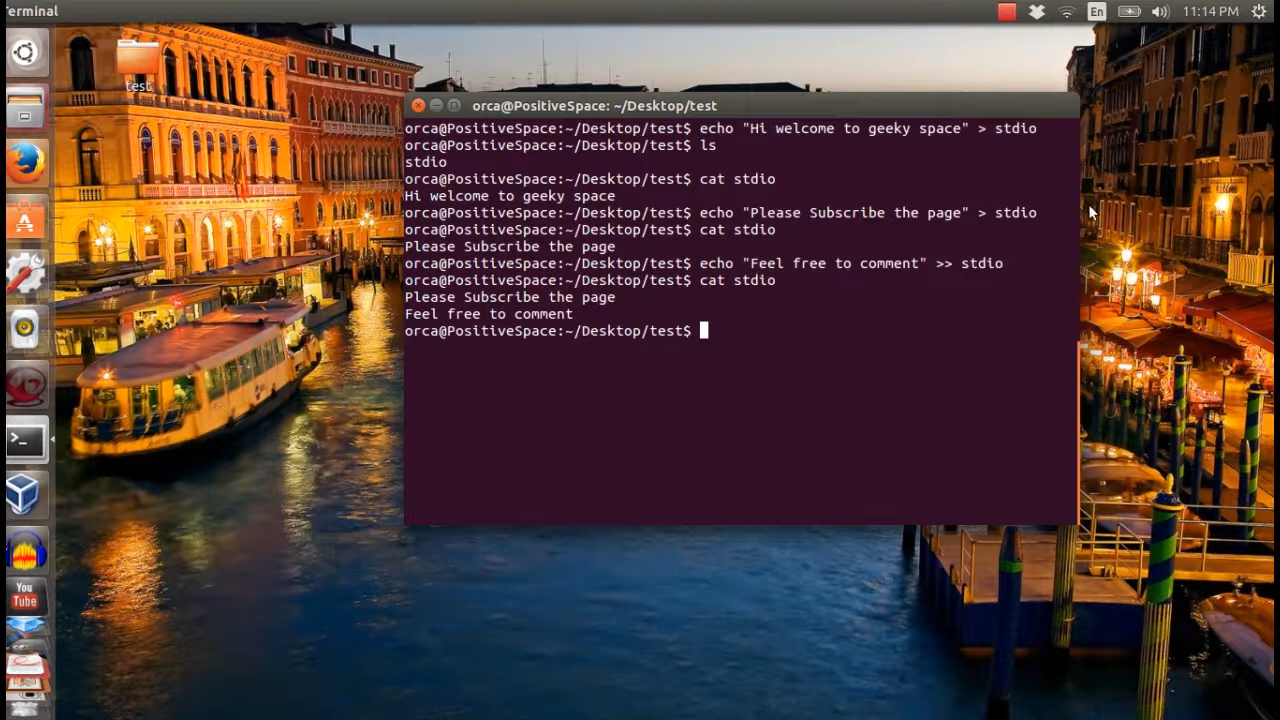 erminal
En
11:14 PM
test
orca@PositiveSpace: ~/Desktop/test
orca@PositiveSpace:~/Desktop/test$ echo "Hi welcome to geeky space" > stdio
orca@PositiveSpace:~/Desktop/test$ ls
stdio
orca@PositiveSpace:~/Desktop/test$ cat stdio
Hi welcome to geeky space
orca@PositiveSpace:~/Desktop/test$ echo "Please Subscribe the page" > stdio
orca@PositiveSpace:~/Desktop/test$ cat stdio
Please Subscribe the page
orca@PositiveSpace:~/Desktop/test$ echo "Feel free to comment" >> stdio
orca@PositiveSpace:~/Desktop/test$ cat stdio
Please Subscribe the page
Feel free to comment
orca@PositiveSpace:~/Desktop/test$
>_
You
Tube